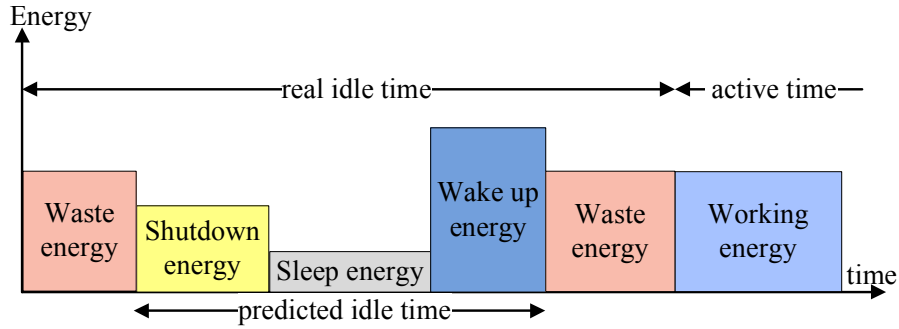 Energy
real idle time
active time
Waste
energy
Shutdown
energy
Sleep energy
Wake up
energy
Waste
energy
Working
energy
time
predicted idle time